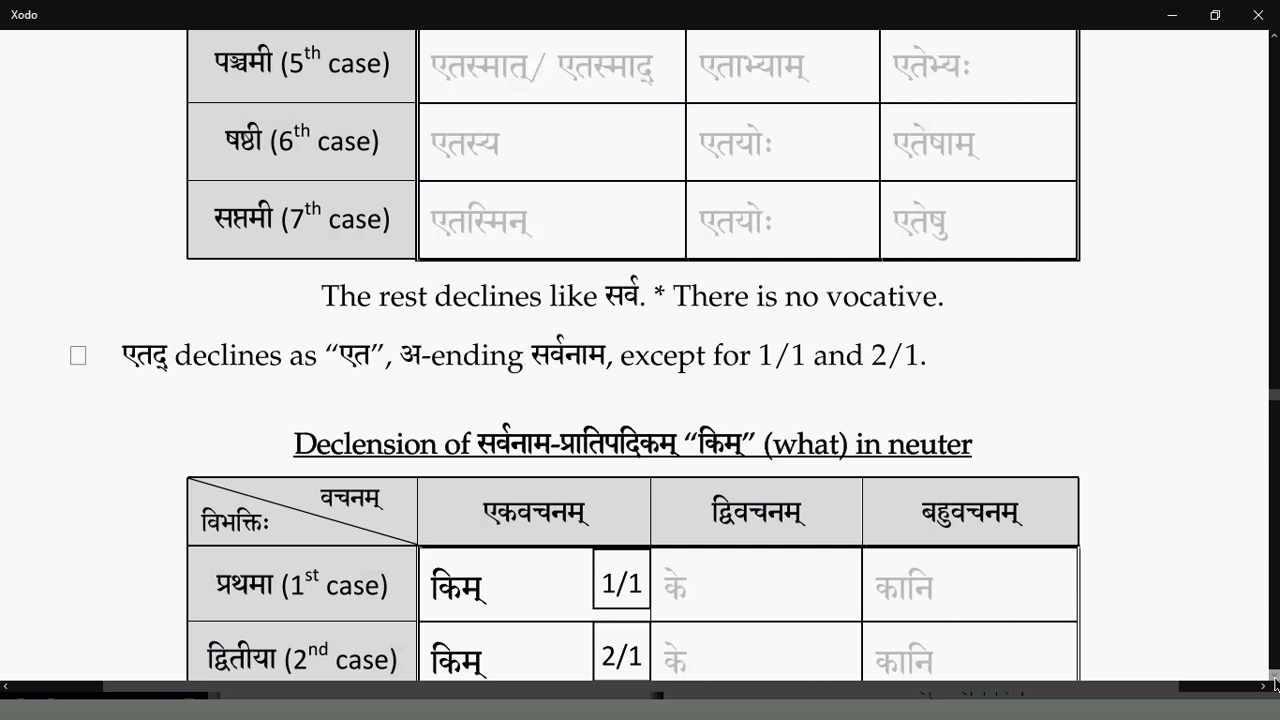 Xodo
पञ्चमी (5th case) एतस्मात्/ एतस्माद् एताभ्याम् एतेभ्यः
षष्ठी (6th case) एतस्य एतयोः एतेषाम्
सप्तमी (7th case) एतस्मिन् एतयोः एतेषु
The rest declines like सर्व. * There is no vocative.
एतद् declines as “एत”, अ-ending सर्वनाम, except for 1/1 and 2/1.
Declension of सर्वनाम-प्रातिपदिकम् “किम्” (what) in neuter
वचनम् विभक्तिः एकवचनम् द्विवचनम् बहुवचनम्
प्रथमा (1st case) किम् 1/1 के कानि
द्वितीया (2nd case) किम् 2/1 के कानि